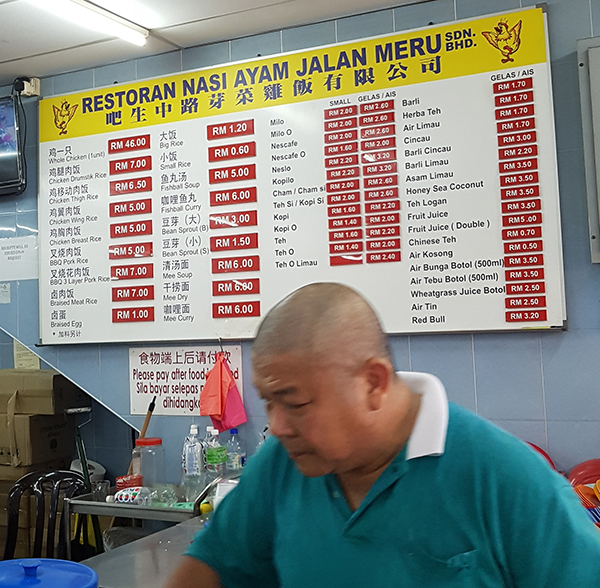 RESTORAN NASI AYAM JALAN MERU SDN. BHD.
吧生中路芽菜雞飯有限公司
鸡一只 RM 46.00
Whole Chicken (1unit)
鸡腿肉饭 RM 7.00
Chicken Drumstik Rice
鸡移动肉饭 RM 6.50
Chicken Thigh Rice
鸡翼肉饭 RM 5.00
Chicken Wing Rice
鸡胸肉饭 RM 5.00
Chicken Breast Rice
叉烧肉饭 RM 5.00
BBQ Pork Rice
叉烧花肉饭 RM 7.00
BBQ 3 Layer Pork Rice
卤肉饭 RM 7.00
Braised Meat Rice
卤蛋 RM 1.00
Braised Egg
* 加料另计
大饭 RM 1.20
Big Rice
小饭 RM 0.60
Small Rice
鱼丸汤 RM 5.00
Fishball Soup
咖哩鱼丸 RM 6.00
Fishball Curry
豆芽（大） RM 3.00
Bean Sprout (B)
豆芽（小） RM 1.50
Bean Sprout (S)
清汤面 RM 6.00
Mee Soup
干捞面 RM 6.00
Mee Dry
咖哩面 RM 6.00
Mee Curry
SMALL GELAS / AIS
Milo RM 2.00 RM 2.60
Milo O RM 2.00 RM 2.60
Nescafe RM 2.00 RM 2.60
Nescafe O RM 2.00 RM 2.60
Neslo RM 2.20 RM 3.20
Kopilo RM 2.20 RM 3.20
Cham / Cham si RM 2.00 RM 2.60
Teh Si / Kopi Si RM 2.00 RM 2.60
Kopi RM 1.60 RM 2.20
Kopi O RM 1.40 RM 2.20
Teh RM 1.60 RM 2.20
Teh O RM 1.40 RM 2.00
Teh O Limau RM 2.40
GELAS / AIS
Barli RM 1.70
Herba Teh RM 1.70
Air Limau RM 1.70
Cincau RM 1.70
Barli Cincau RM 3.00
Barli Limau RM 3.50
Asam Limau RM 3.50
Honey Sea Coconut RM 3.50
Teh Logan RM 3.50
Fruit Juice RM 3.50
Fruit Juice ( Double ) RM 5.00
Chinese Teh RM 0.70
Air Kosong RM 0.50
Air Bunga Botol (500ml) RM 3.50
Air Tebu Botol (500ml) RM 3.50
Wheatgrass Juice Botol RM 2.50
Air Tin RM 2.50
Red Bull RM 3.20
食物端上后请付款
Please pay after food
Sila bayar selepas
dihidangka